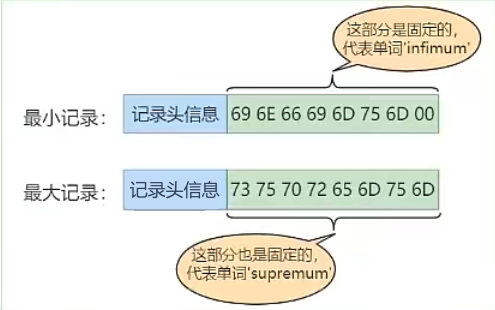 这部分是固定的,
代表单词'infimum'
最小记录: 记录头信息 69 6E 66 69 6D 75 6D 00
最大记录: 记录头信息 73 75 70 72 65 6D 75 6D
这部分也是固定的,
代表单词'supremum'